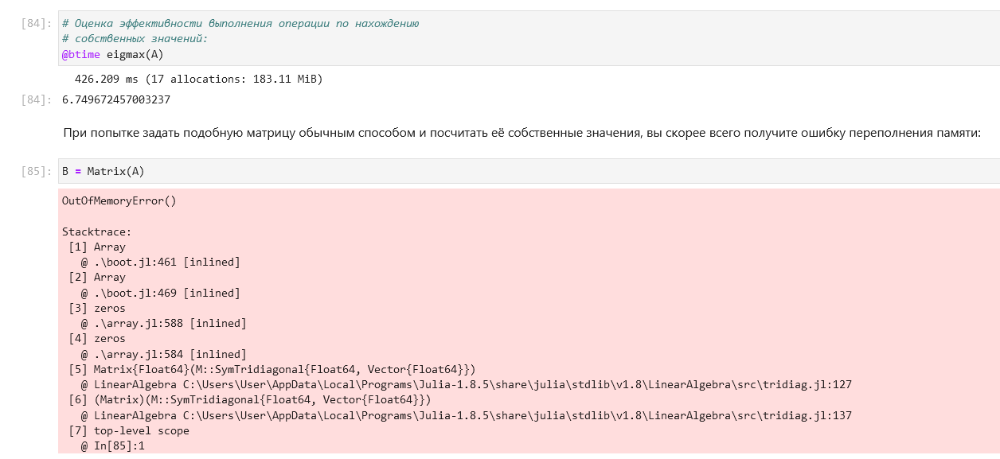 [84]: # Оценка эффективности выполнения операции по нахождению
# собственных значений:
@btime eigmax(A)
426.209 ms (17 allocations: 183.11 MiB)
[84]: 6.749672457003237
При попытке задать подобную матрицу обычным способом и посчитать её собственные значения, вы скорее всего получите ошибку переполнения памяти:
[85]: B = Matrix(A)
OutOfMemoryError()
Stacktrace:
[1] Array
@ .\boot.jl:461 [inlined]
[2] Array
@ .\boot.jl:469 [inlined]
[3] zeros
@ .\array.jl:588 [inlined]
[4] zeros
@ .\array.jl:584 [inlined]
[5] Matrix{Float64}(M::SymTridiagonal{Float64, Vector{Float64}})
@ LinearAlgebra C:\Users\User\AppData\Local\Programs\Julia-1.8.5\share\julia\stdlib\v1.8\LinearAlgebra\src\tridiag.jl:127
[6] (Matrix)(M::SymTridiagonal{Float64, Vector{Float64}})
@ LinearAlgebra C:\Users\User\AppData\Local\Programs\Julia-1.8.5\share\julia\stdlib\v1.8\LinearAlgebra\src\tridiag.jl:137
[7] top-level scope
@ In[85]:1